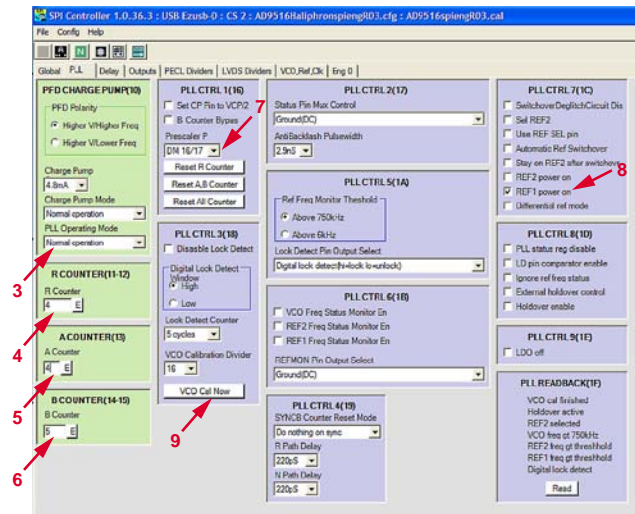 SPI Controller 1.0.36.3 : USB Ezusb-0 : CS 2 : AD9516Haliphronspieng R03.cfg : AD9516spiengR03.cal
File Config Help
Global PLL Delay Outputs PECL Dividers LVDS Dividers VCO,Ref,Clk Eng 0
PFD CHARGE PUMP(10)
PFD Polarity
Higher V/Higher Freq
Higher V/Lower Freq
Charge Pump
4.8mA
Charge Pump Mode
Normal operation
PLL Operating Mode
Normal operation
3
R COUNTER(11-12)
R Counter
4 E
4
A COUNTER(13)
A Counter
4 E
5
B COUNTER(14-15)
B Counter
5 E
6
PLL CTRL 1(16)
Set CP Pin to VCP/2
B Counter Bypas
Prescaler P
DM 16/17
7
Reset R Counter
Reset A,B Counter
Reset All Counter
PLL CTRL 3(18)
Disasble Lock Detect
Digital Lock Detect Window
High
Low
Lock Detect Counter
5 cycles
VCO Calibration Divider
16
VCO Cal Now
9
PLL CTRL 2(17)
Status Pin Mux Control
Ground(DC)
AntiBacklash Pulsewidth
2.9nS
PLL CTRL 5(1A)
Ref Freq Monitor Threshold
Above 750kHz
Above 6kHz
Lock Detect Pin Output Select
Digital lock detect(hi=lock lo=unlock)
PLL CTRL 6(1B)
VCO Freq Status Monitor En
REF2 Freq Status Monitor En
REF1 Freq Status Monitor En
REFMON Pin Output Select
Ground(DC)
PLL CTRL 4(19)
SYNCB Counter Reset Mode
Do nothing on sync
R Path Delay
220pS
N Path Delay
220pS
PLL CTRL 7(1C)
SwitchoverDeglitchCircuit Dis
Sel REF2
Use REF SEL pin
Automatic Ref Switchover
Stay on REF2 after switchove
REF2 power on
REF1 power on
8
Differential ref mode
PLL CTRL 8(1D)
PLL status reg disable
LD pin comparator enable
Ignore ref freq status
External holdover control
Holdover enable
PLL CTRL 9(1E)
LDO off
PLL READBACK(1F)
VCO cal finished
Holdover active
REF2 selected
VCO freq gt 750kHz
REF2 freq gt threshhold
REF1 freq gt threshhold
Digital lock detect
Read